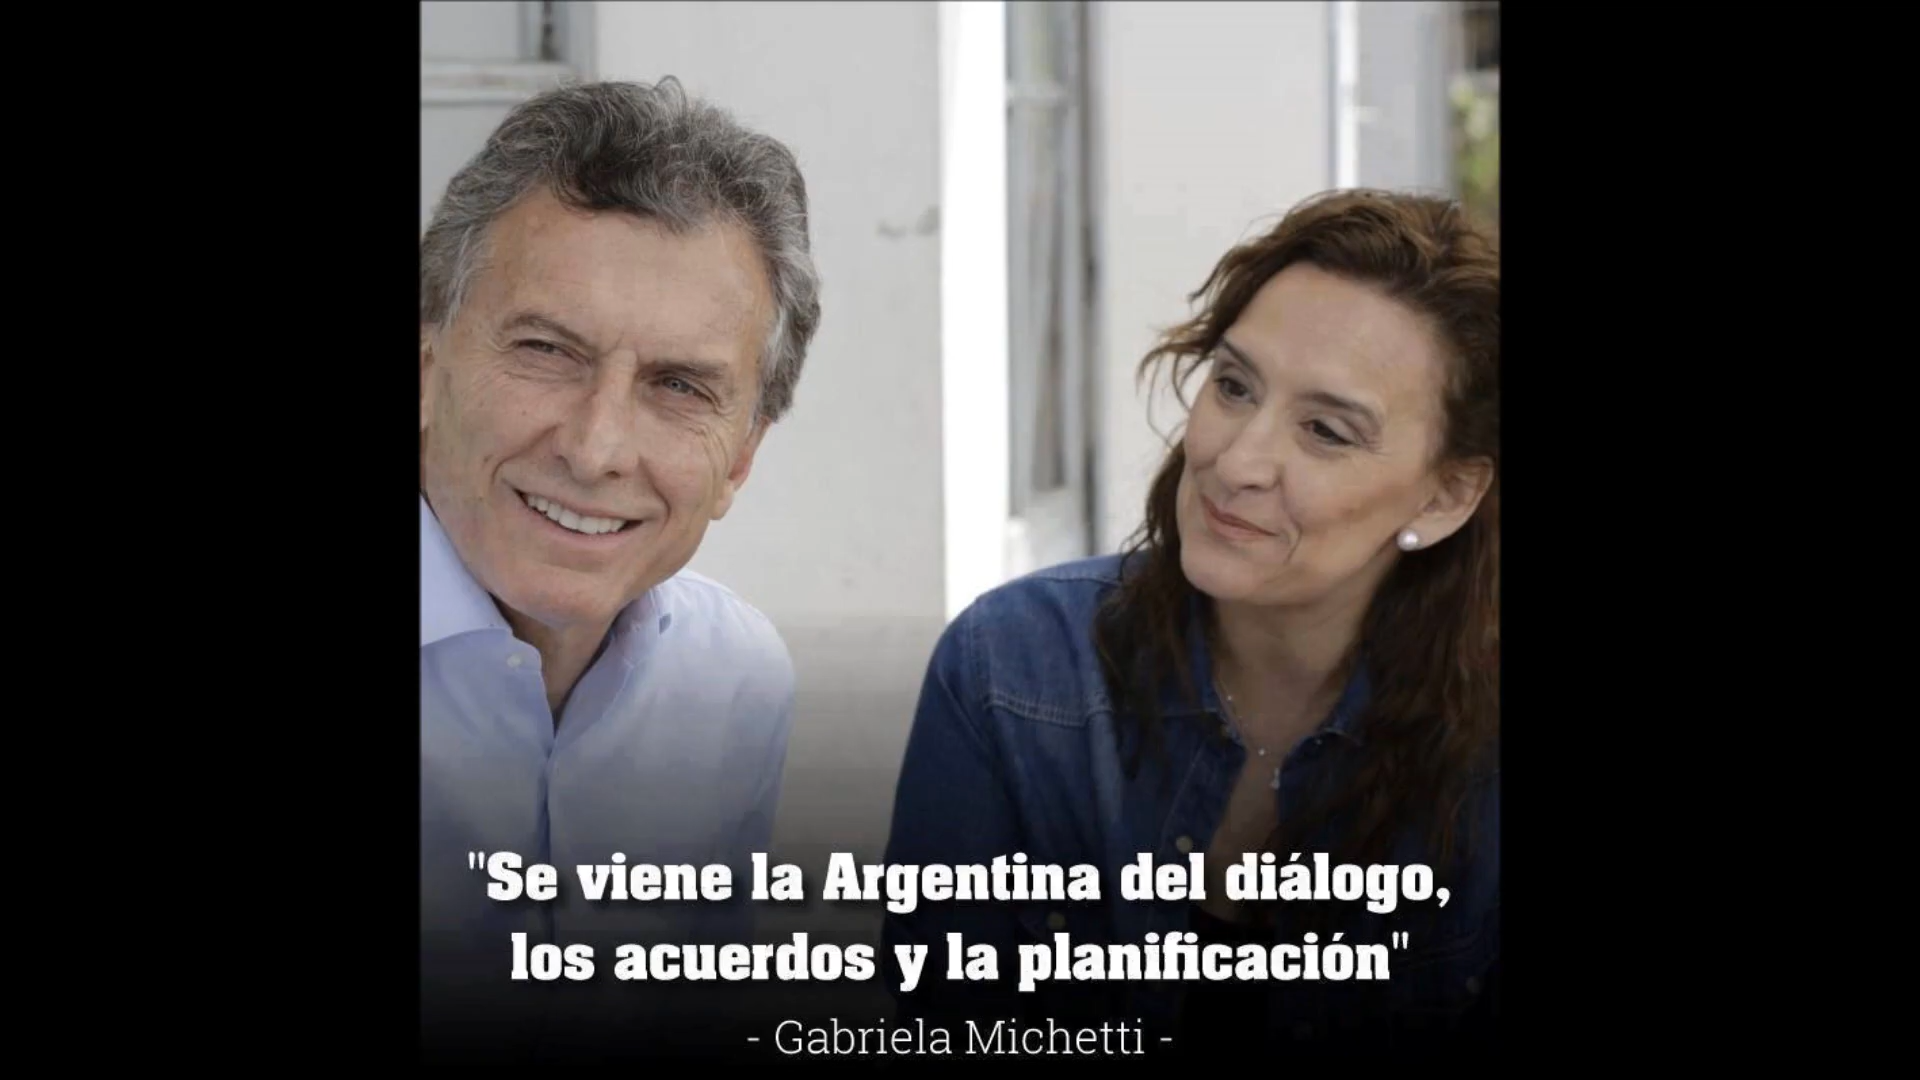 "Se viene la Argentina del diálogo,
los acuerdos y la planificación"
- Gabriela Michetti -